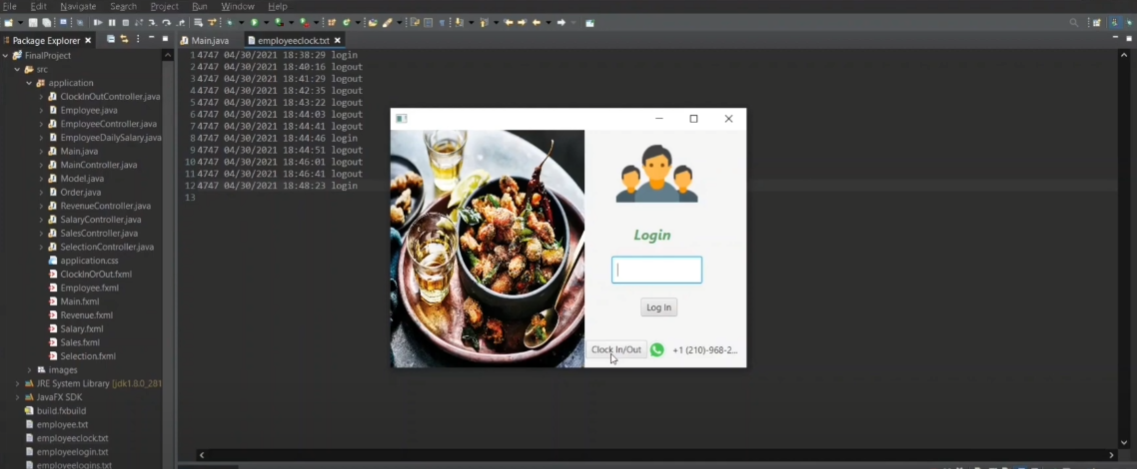 File Edit Navigate Search Project Run Window Help
Package Explorer
Main.java employeeclock.txt
FinalProject
src
application
ClockInOutController.java
Employee.java
EmployeeController.java
EmployeeDailySalary.java
Main.java
MainController.java
Model.java
Order.java
RevenueController.java
SalaryController.java
SalesController.java
SelectionController.java
application.css
ClockInOrOut.fxml
Employee.fxml
Main.fxml
Revenue.fxml
Salary.fxml
Sales.fxml
Selection.fxml
images
JRE System Library [jdk1.8.0_281
JavaFX SDK
build.fxbuild
employee.txt
employeeclock.txt
employeelogin.txt
employeelogins.txt
1 4747 04/30/2021 18:38:29 login
2 4747 04/30/2021 18:40:16 logout
3 4747 04/30/2021 18:41:29 logout
4 4747 04/30/2021 18:42:35 logout
5 4747 04/30/2021 18:43:22 logout
6 4747 04/30/2021 18:44:03 logout
7 4747 04/30/2021 18:44:41 logout
8 4747 04/30/2021 18:44:46 login
9 4747 04/30/2021 18:44:51 logout
10 4747 04/30/2021 18:46:01 logout
11 4747 04/30/2021 18:46:41 logout
12 4747 04/30/2021 18:48:23 login
13
Login
Log In
Clock In/Out +1 (210)-968-2...